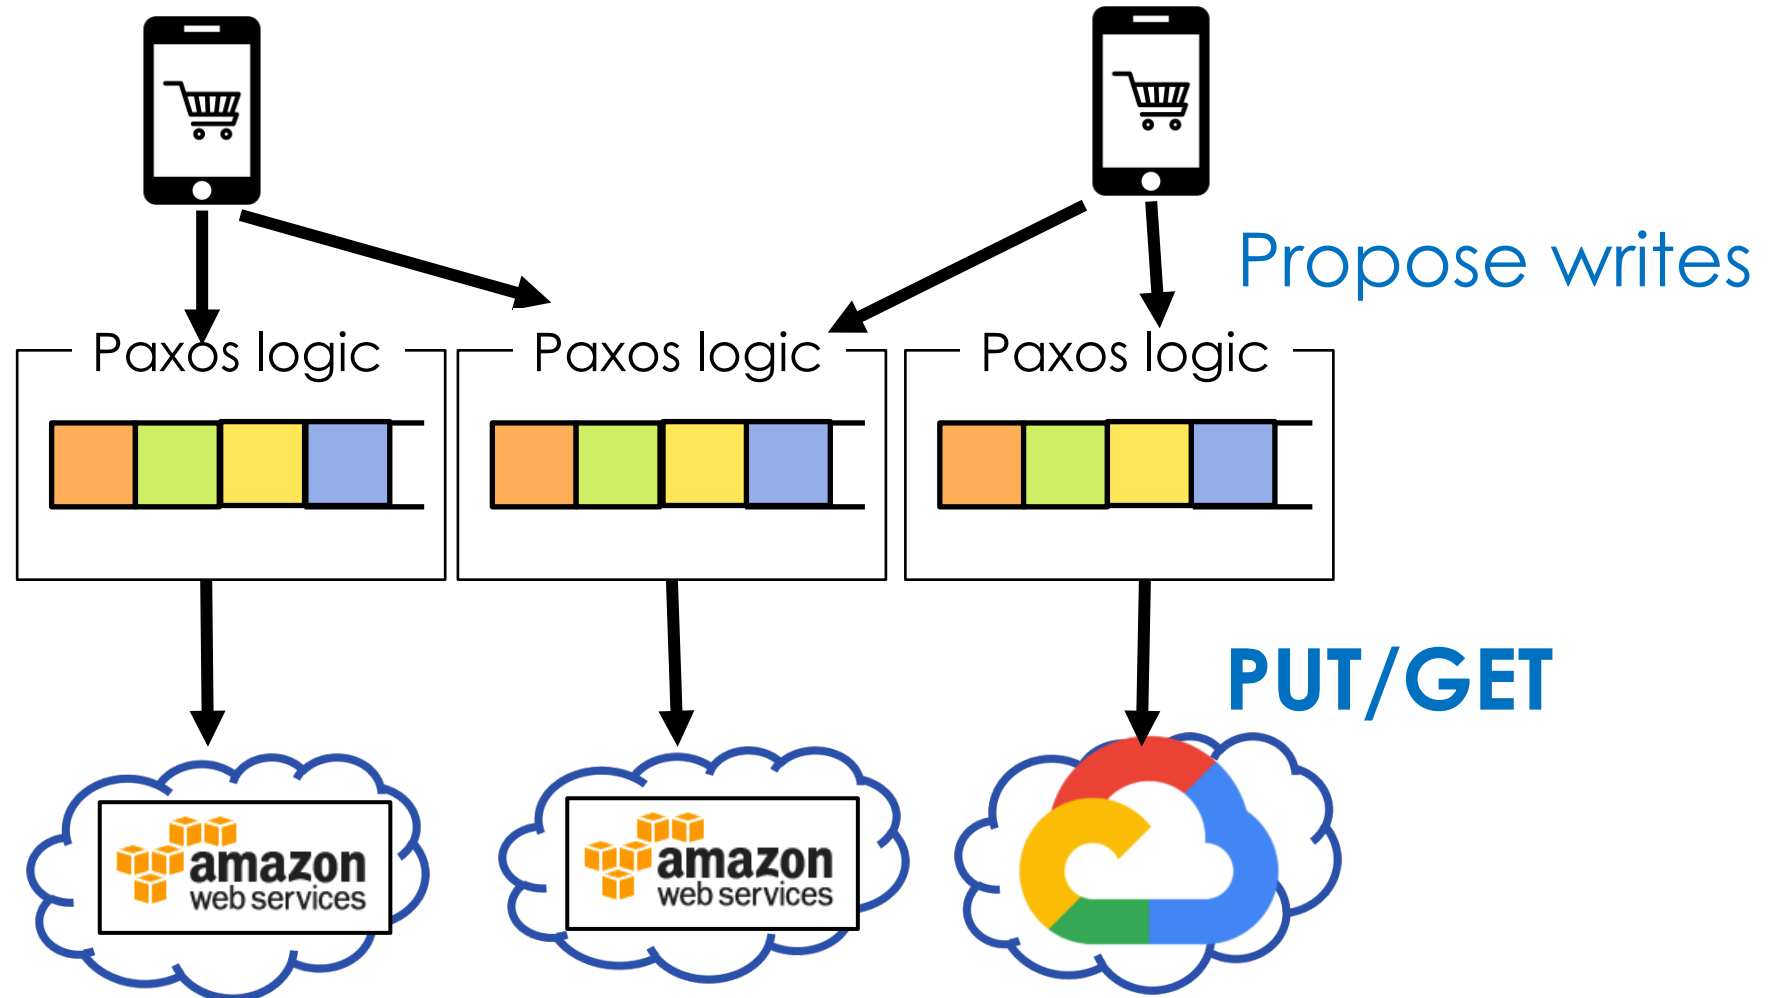 Propose writes
Paxos logic
Paxos logic
Paxos logic
PUT/GET
amazon
web services
amazon
web services